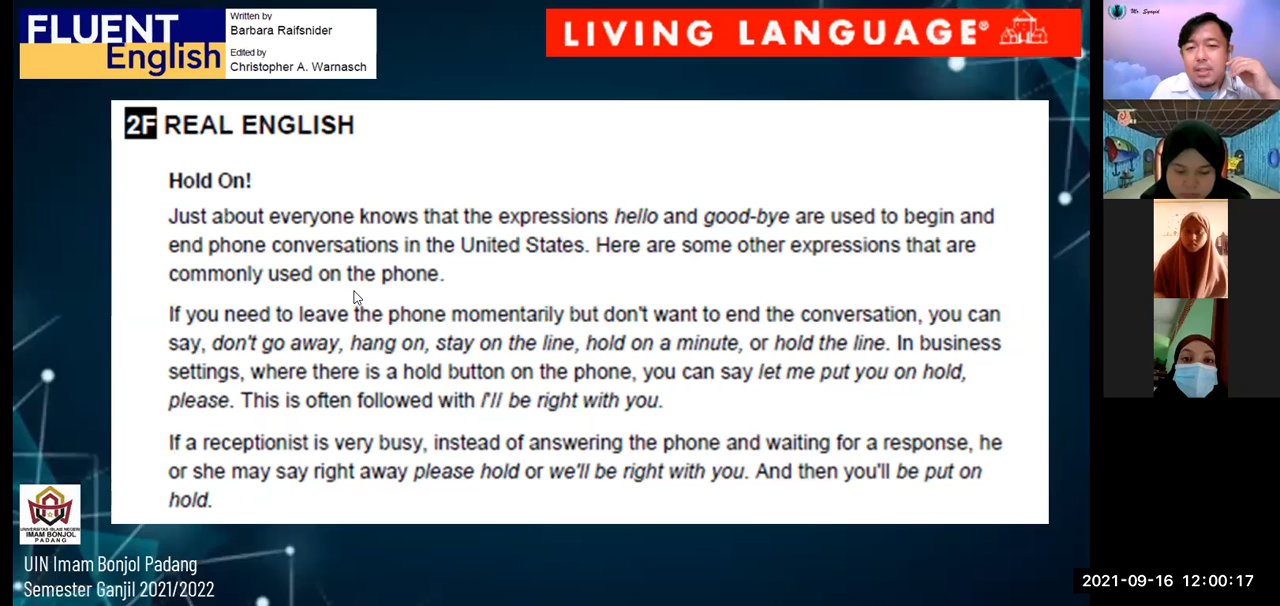 FLUENT
English
Written by
Barbara Raifsnider
Edited by
Christopher A. Warnasch
LIVING LANGUAGE®
Mr. Syayid
2F REAL ENGLISH
Hold On!
Just about everyone knows that the expressions hello and good-bye are used to begin and
end phone conversations in the United States. Here are some other expressions that are
commonly used on the phone.
If you need to leave the phone momentarily but don't want to end the conversation, you can
say, don't go away, hang on, stay on the line, hold on a minute, or hold the line. In business
settings, where there is a hold button on the phone, you can say let me put you on hold,
please. This is often followed with I'll be right with you.
If a receptionist is very busy, instead of answering the phone and waiting for a response, he
or she may say right away please hold or we'll be right with you. And then you'll be put on
hold.
UNIVERSITAS ISLAM NEGERI
IMAM BONJOL
PADANG
UIN Imam Bonjol Padang
Semester Ganjil 2021/2022
2021-09-16 12:00:17